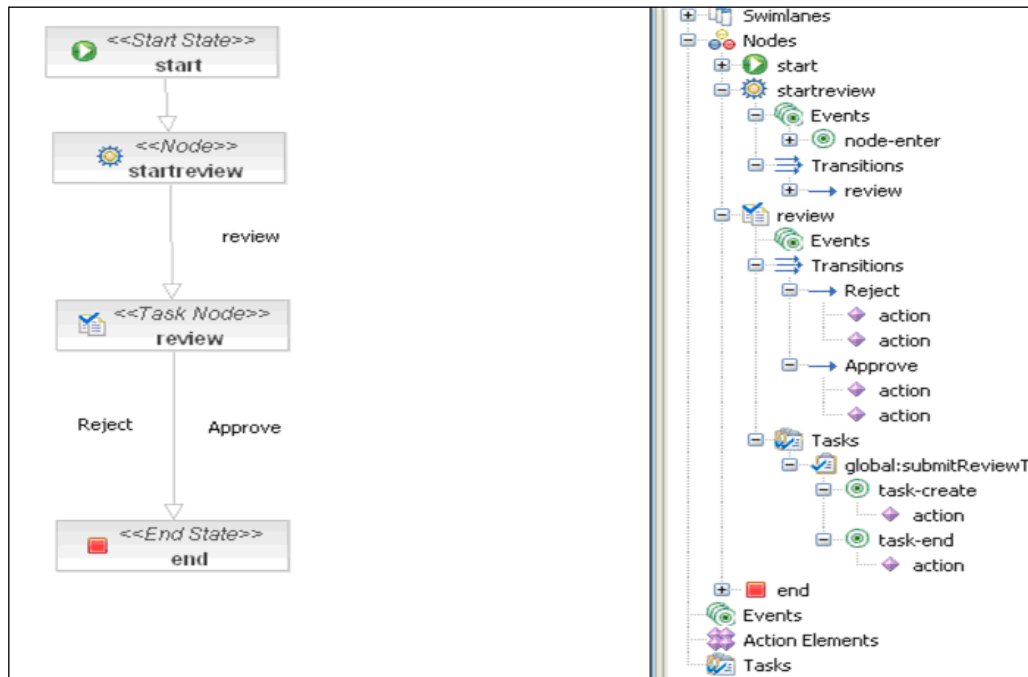 <<Start State>>
start
<<Node>>
startreview
review
<<Task Node>>
review
Reject
Approve
<<End State>>
end
Swimlanes
Nodes
start
startreview
Events
node-enter
Transitions
review
review
Events
Transitions
Reject
action
action
Approve
action
action
Tasks
global:submitReviewT
task-create
action
task-end
action
end
Events
Action Elements
Tasks